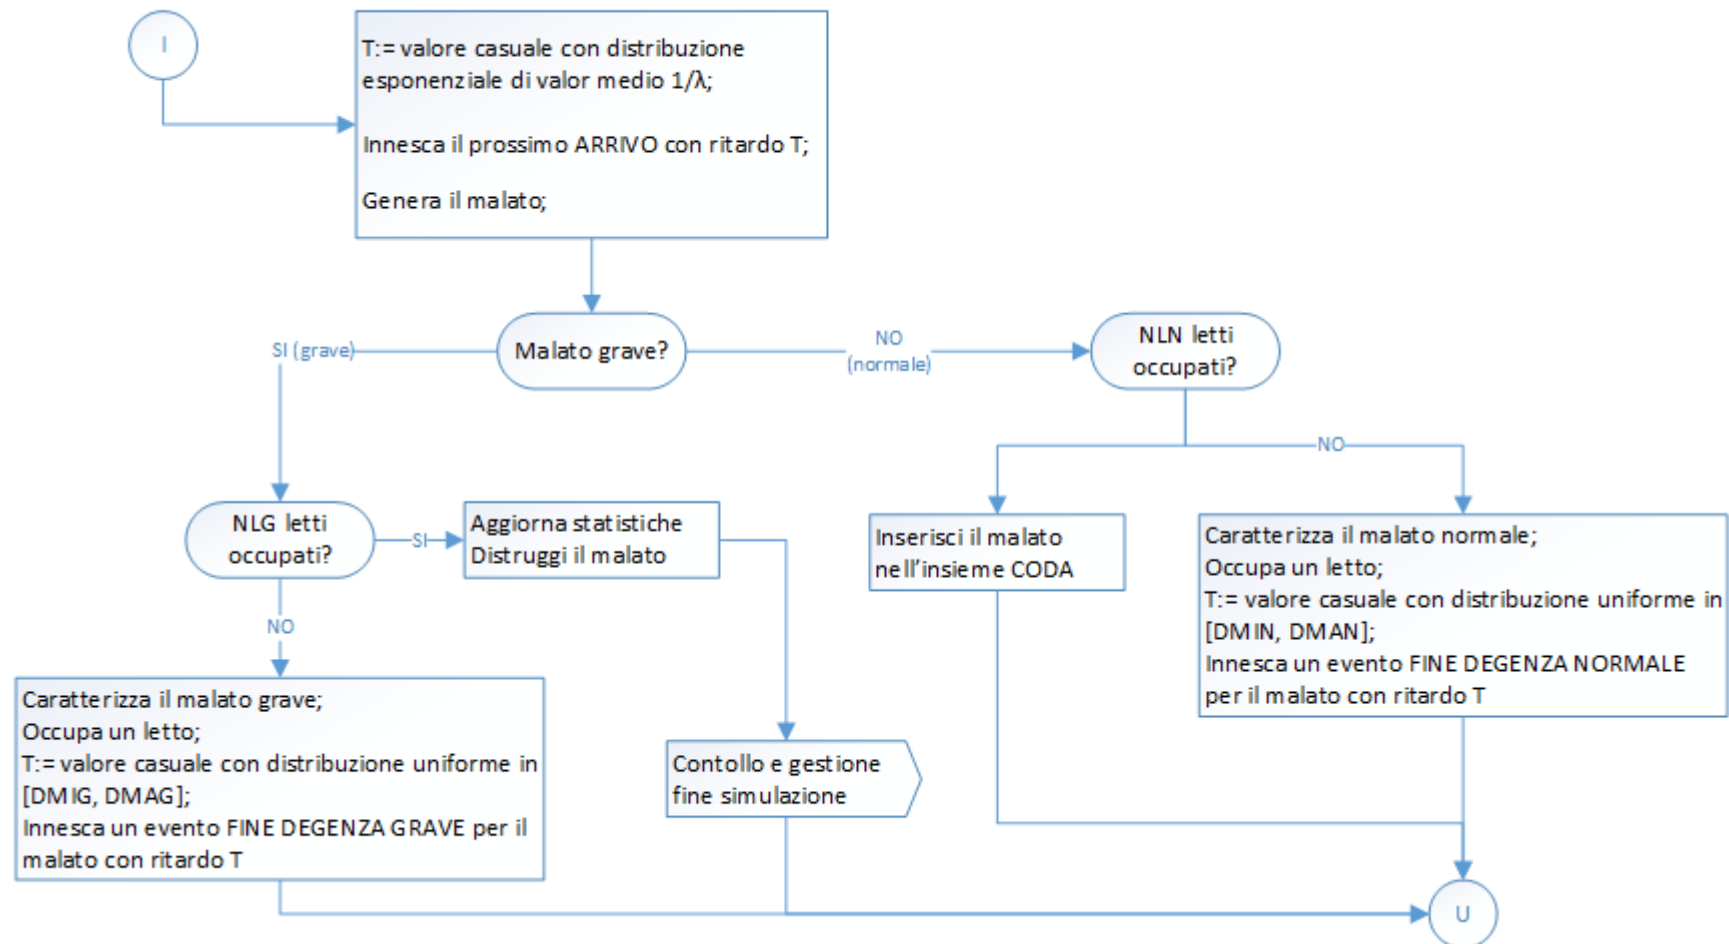 I
T:= valore casuale con distribuzione
esponenziale di valor medio 1/λ;
Innesca il prossimo ARRIVO con ritardo T;
Genera il malato;
SI (grave)
Malato grave?
NO
(normale)
NLN letti
occupati?
NO
NLG letti
occupati?
SI
Aggiorna statistiche
Distruggi il malato
Inserisci il malato
nell'insieme CODA
Caratterizza il malato normale;
Occupa un letto;
T:= valore casuale con distribuzione uniforme in
[DMIN, DMAN];
Innesca un evento FINE DEGENZA NORMALE
per il malato con ritardo T
NO
Caratterizza il malato grave;
Occupa un letto;
T:= valore casuale con distribuzione uniforme in
[DMIG, DMAG];
Innesca un evento FINE DEGENZA GRAVE per il
malato con ritardo T
Contollo e gestione
fine simulazione
U